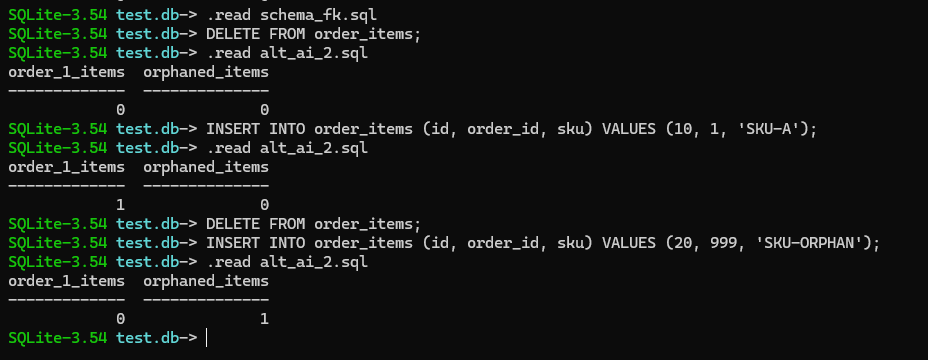 SQLite-3.54 test.db-> .read schema_fk.sql
SQLite-3.54 test.db-> DELETE FROM order_items;
SQLite-3.54 test.db-> .read alt_ai_2.sql
order_1_items  orphaned_items
-------------  --------------
            0               0
SQLite-3.54 test.db-> INSERT INTO order_items (id, order_id, sku) VALUES (10, 1, 'SKU-A');
SQLite-3.54 test.db-> .read alt_ai_2.sql
order_1_items  orphaned_items
-------------  --------------
            1               0
SQLite-3.54 test.db-> DELETE FROM order_items;
SQLite-3.54 test.db-> INSERT INTO order_items (id, order_id, sku) VALUES (20, 999, 'SKU-ORPHAN');
SQLite-3.54 test.db-> .read alt_ai_2.sql
order_1_items  orphaned_items
-------------  --------------
            0               1
SQLite-3.54 test.db->